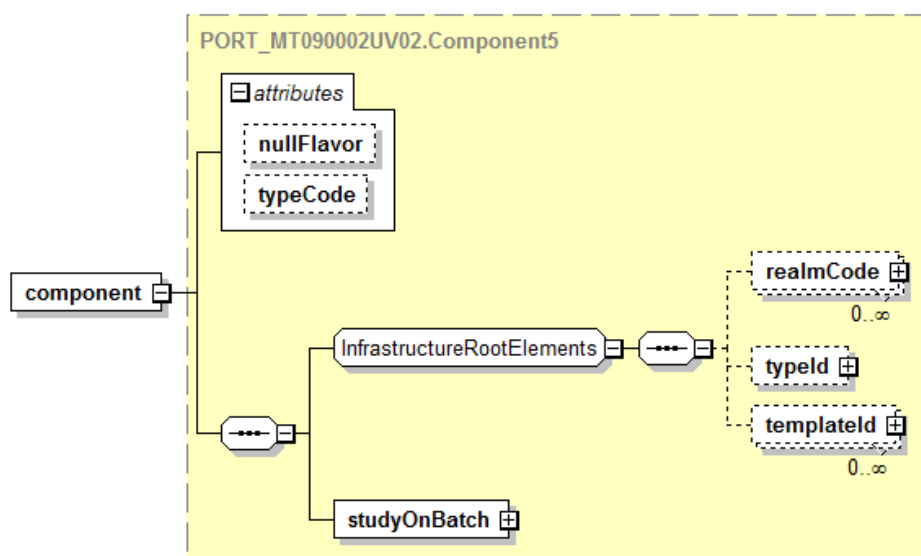 PORT_MT090002UV02.Component5
attributes
nullFlavor
typeCode
component
InfrastructureRootElements
realmCode
0..∞
typeId
templateId
0..∞
studyOnBatch